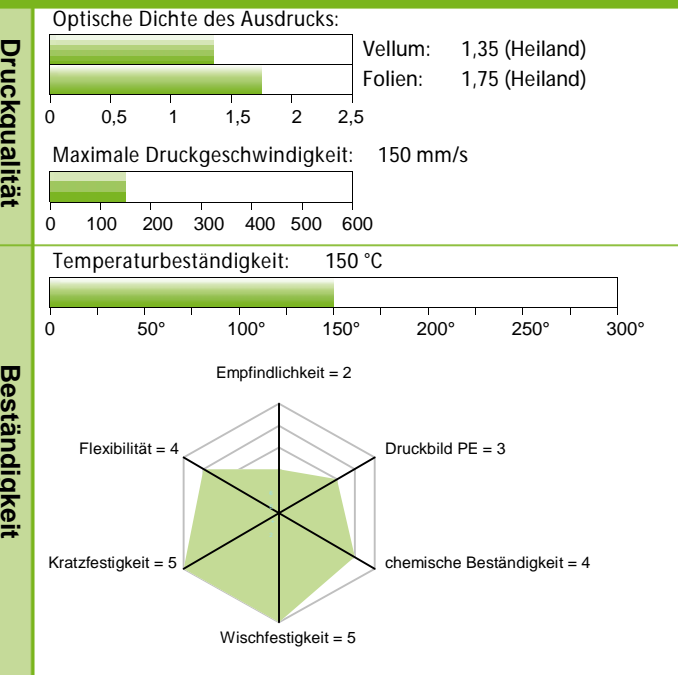 Druckqualität
Optische Dichte des Ausdrucks:
Vellum: 1,35 (Heiland)
Folien: 1,75 (Heiland)
0 0,5 1 1,5 2 2,5
Maximale Druckgeschwindigkeit: 150 mm/s
0 100 200 300 400 500 600
Beständigkeit
Temperaturbeständigkeit: 150 °C
0 50° 100° 150° 200° 250° 300°
Empfindlichkeit = 2
Flexibilität = 4
Druckbild PE = 3
Kratzfestigkeit = 5
chemische Beständigkeit = 4
Wischfestigkeit = 5